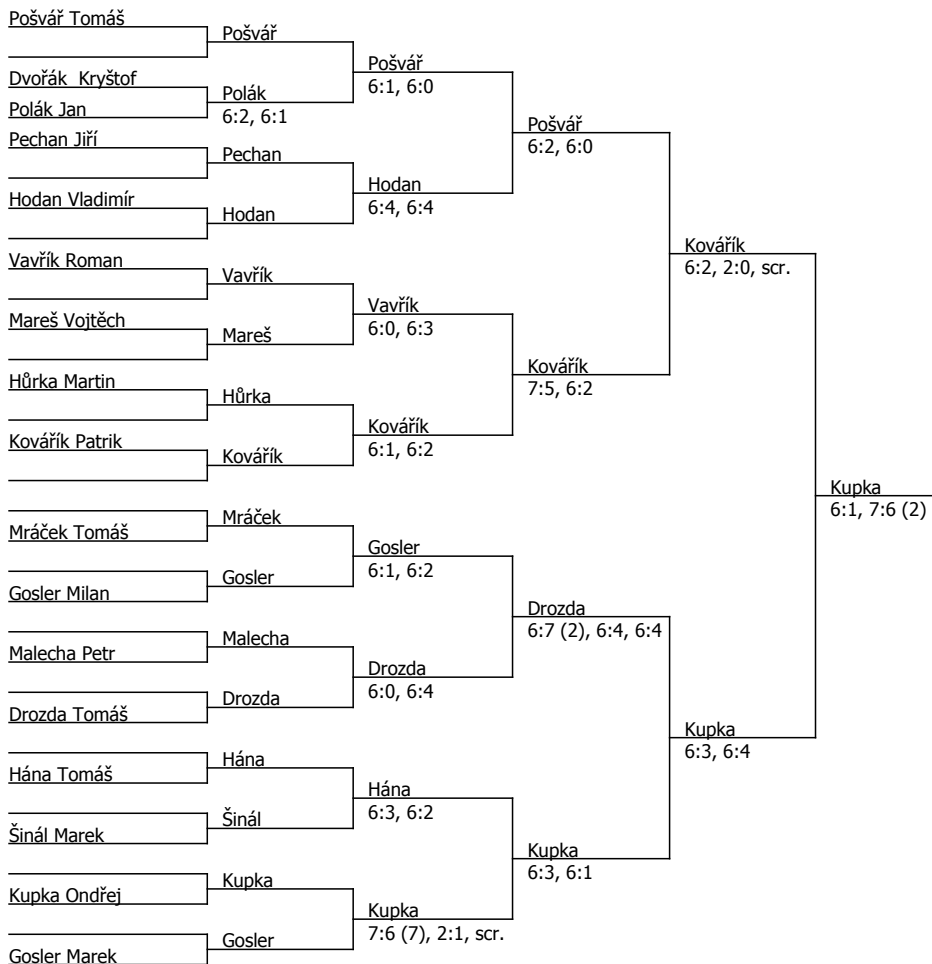 Pošvář Tomáš
Dvořák  Kryštof
Polák Jan
Pechan Jiří
Hodan Vladimír
Vavřík Roman
Mareš Vojtěch
Hůrka Martin
Kovářík Patrik
Mráček Tomáš
Gosler Milan
Malecha Petr
Drozda Tomáš
Hána Tomáš
Šinál Marek
Kupka Ondřej
Gosler Marek
Pošvář
Polák
6:2, 6:1
Pechan
Hodan
Vavřík
Mareš
Hůrka
Kovářík
Mráček
Gosler
Malecha
Drozda
Hána
Šinál
Kupka
Gosler
Pošvář
6:1, 6:0
Hodan
6:4, 6:4
Vavřík
6:0, 6:3
Kovářík
6:1, 6:2
Gosler
6:1, 6:2
Drozda
6:0, 6:4
Hána
6:3, 6:2
Kupka
7:6 (7), 2:1, scr.
Pošvář
6:2, 6:0
Kovářík
7:5, 6:2
Drozda
6:7 (2), 6:4, 6:4
Kupka
6:3, 6:1
Kovářík
6:2, 2:0, scr.
Kupka
6:3, 6:4
Kupka
6:1, 7:6 (2)